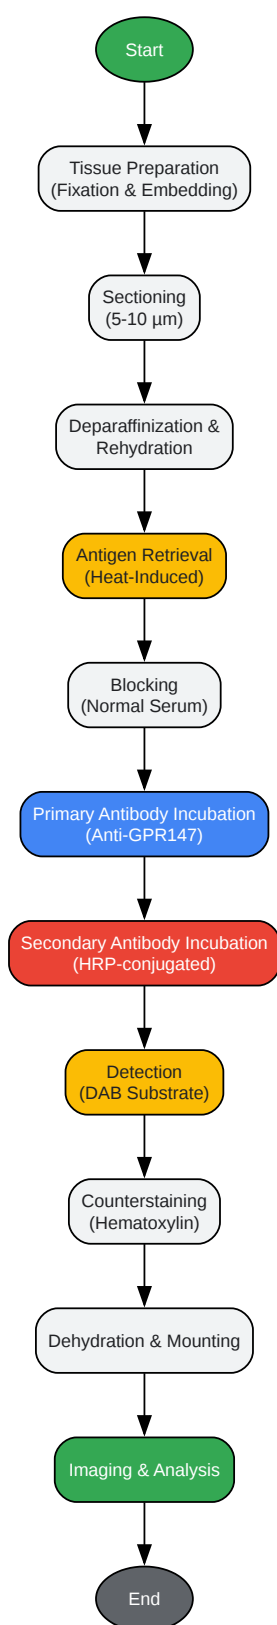 Start
Tissue Preparation
(Fixation & Embedding)
Sectioning
(5-10 µm)
Deparaffinization &
Rehydration
Antigen Retrieval
(Heat-Induced)
Blocking
(Normal Serum)
Primary Antibody Incubation
(Anti-GPR147)
Secondary Antibody Incubation
(HRP-conjugated)
Detection
(DAB Substrate)
Counterstaining
(Hematoxylin)
Dehydration & Mounting
Imaging & Analysis
End